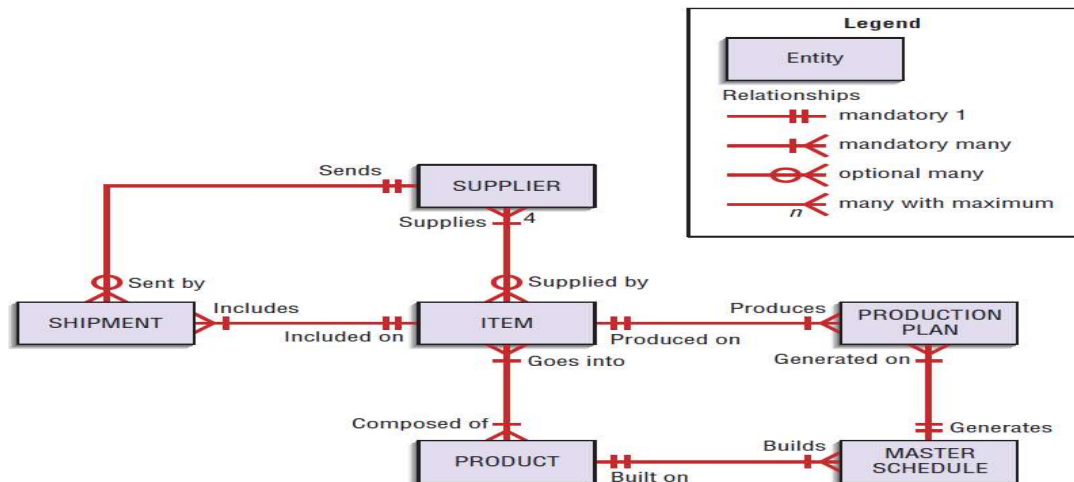 Legend
Entity
Relationships
mandatory 1
mandatory many
optional many
n many with maximum
Sends
SUPPLIER
Supplies 4
Sent by
Supplied by
SHIPMENT
Includes
Included on
ITEM
Produces
Produced on
PRODUCTION
PLAN
Goes into
Generated on
Composed of
Generates
PRODUCT
Builds
Built on
MASTER
SCHEDULE